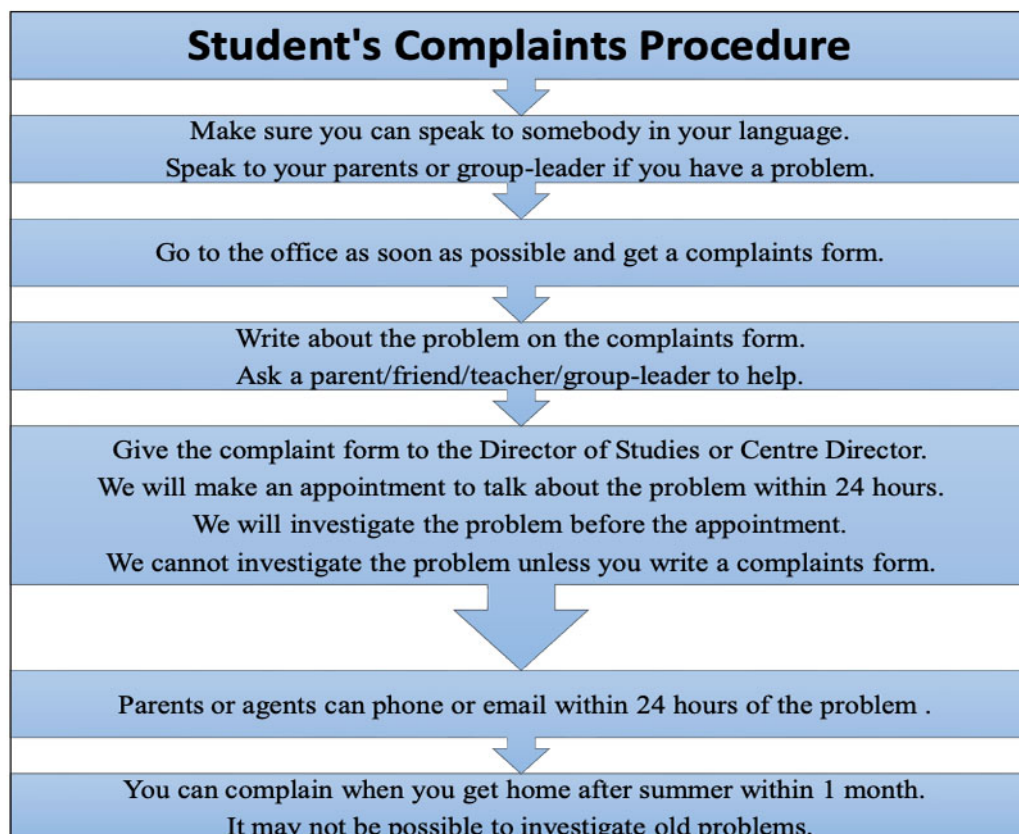 Student's Complaints Procedure
Make sure you can speak to somebody in your language.
Speak to your parents or group-leader if you have a problem.
Go to the office as soon as possible and get a complaints form.
Write about the problem on the complaints form.
Ask a parent/friend/teacher/group-leader to help.
Give the complaint form to the Director of Studies or Centre Director.
We will make an appointment to talk about the problem within 24 hours.
We will investigate the problem before the appointment.
We cannot investigate the problem unless you write a complaints form.
Parents or agents can phone or email within 24 hours of the problem .
You can complain when you get home after summer within 1 month.
It may not be possible to investigate old problems.